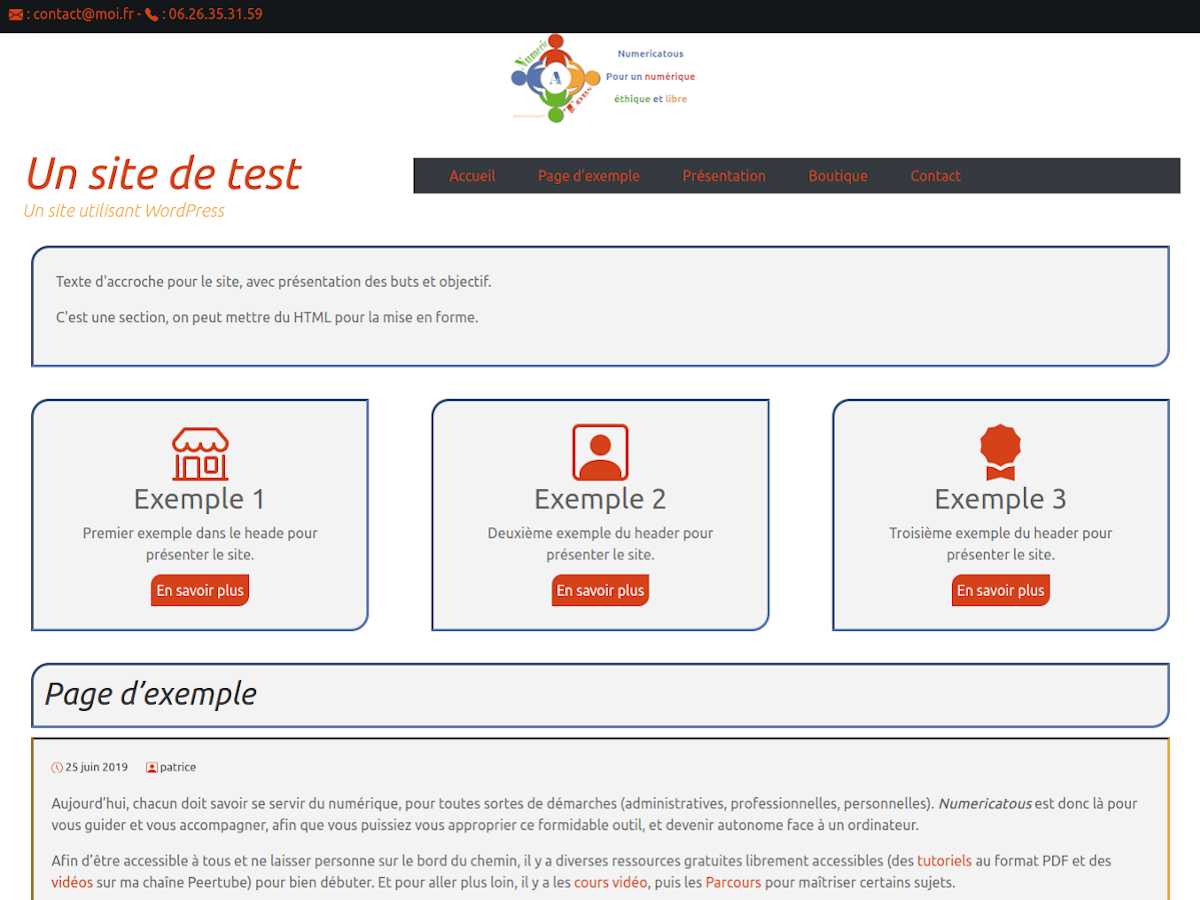 : contact@moi.fr - : 06.26.35.31.59
Numeric
A
Tous
Numericatous
Pour un numérique
éthique et libre
Un site de test
Un site utilisant WordPress
Accueil Page d'exemple Présentation Boutique Contact
Texte d'accroche pour le site, avec présentation des buts et objectif.
C'est une section, on peut mettre du HTML pour la mise en forme.
Exemple 1
Premier exemple dans le heade pour
présenter le site.
En savoir plus
Exemple 2
Deuxième exemple du header pour
présenter le site.
En savoir plus
Exemple 3
Troisième exemple du header pour
présenter le site.
En savoir plus
Page d’exemple
25 juin 2019 patrice
Aujourd’hui, chacun doit savoir se servir du numérique, pour toutes sortes de démarches (administratives, professionnelles, personnelles). Numericatous est donc là pour
vous guider et vous accompagner, afin que vous puissiez vous approprier ce formidable outil, et devenir autonome face à un ordinateur.
Afin d’être accessible à tous et ne laisser personne sur le bord du chemin, il y a diverses ressources gratuites librement accessibles (des tutoriels au format PDF et des
vidéos sur ma chaîne Peertube) pour bien débuter. Et pour aller plus loin, il y a les cours vidéo, puis les Parcours pour maîtriser certains sujets.